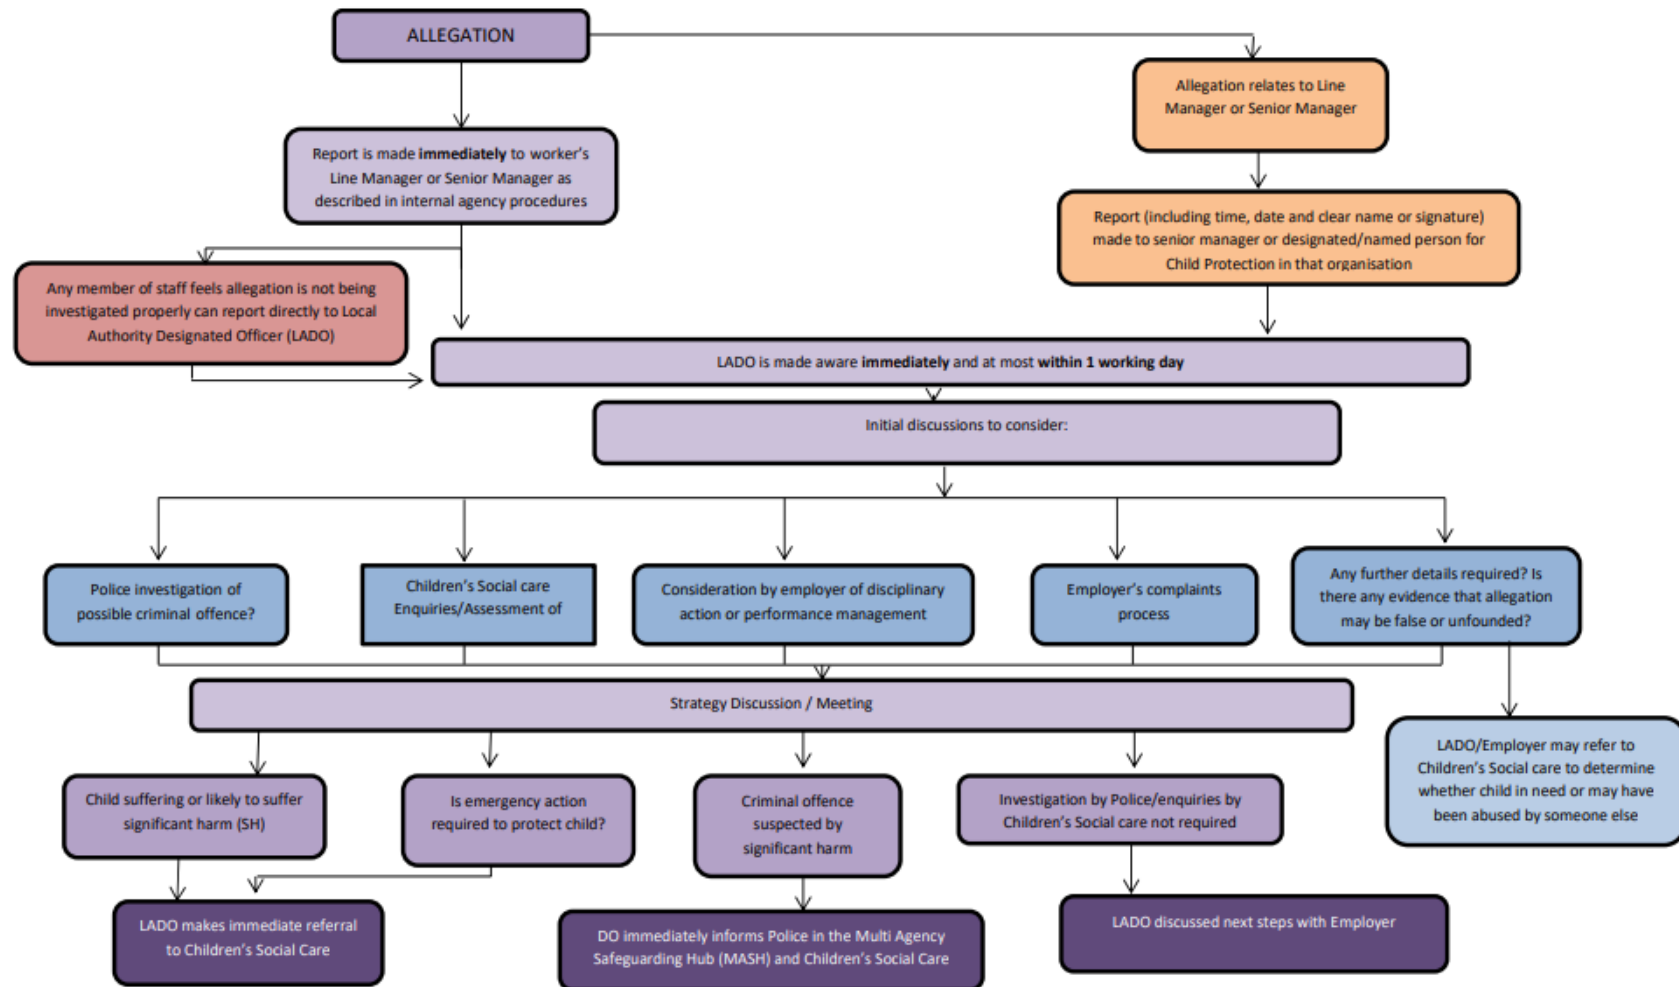 ALLEGATION
Allegation relates to Line
Manager or Senior Manager
Report is made immediately to worker's
Line Manager or Senior Manager as
described in internal agency procedures
Report (including time, date and clear name or signature)
made to senior manager or designated/named person for
Child Protection in that organisation
Any member of staff feels allegation is not being
investigated properly can report directly to Local
Authority Designated Officer (LADO)
LADO is made aware immediately and at most within 1 working day
Initial discussions to consider:
Police investigation of
possible criminal offence?
Children's Social care
Enquiries/Assessment of
Consideration by employer of disciplinary
action or performance management
Employer's complaints
process
Any further details required? Is
there any evidence that allegation
may be false or unfounded?
Strategy Discussion / Meeting
Child suffering or likely to suffer
significant harm (SH)
Is emergency action
required to protect child?
Criminal offence
suspected by
significant harm
Investigation by Police/enquiries by
Children's Social care not required
LADO/Employer may refer to
Children's Social care to determine
whether child in need or may have
been abused by someone else
LADO makes immediate referral
to Children's Social Care
DO immediately informs Police in the Multi Agency
Safeguarding Hub (MASH) and Children's Social Care
LADO discussed next steps with Employer